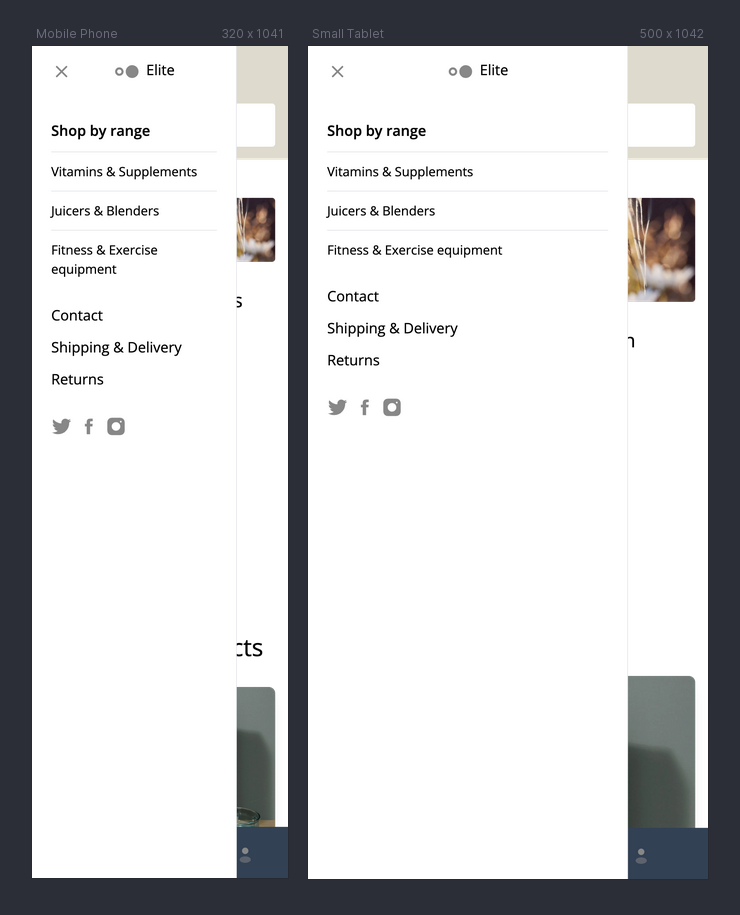 Mobile Phone 320 x 1041
Elite
Shop by range
Vitamins & Supplements
Juicers & Blenders
Fitness & Exercise
equipment
Contact
Shipping & Delivery
Returns
s
cts
Small Tablet 500 x 1042
Elite
Shop by range
Vitamins & Supplements
Juicers & Blenders
Fitness & Exercise equipment
Contact
Shipping & Delivery
Returns